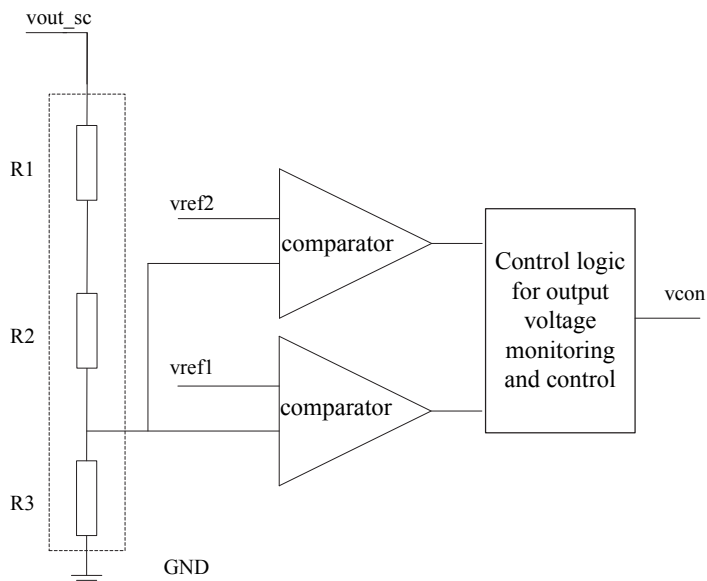 vout_sc
R1
vref2
comparator
Control logic
for output
voltage
monitoring
and control
vcon
R2
vref1
comparator
R3
GND